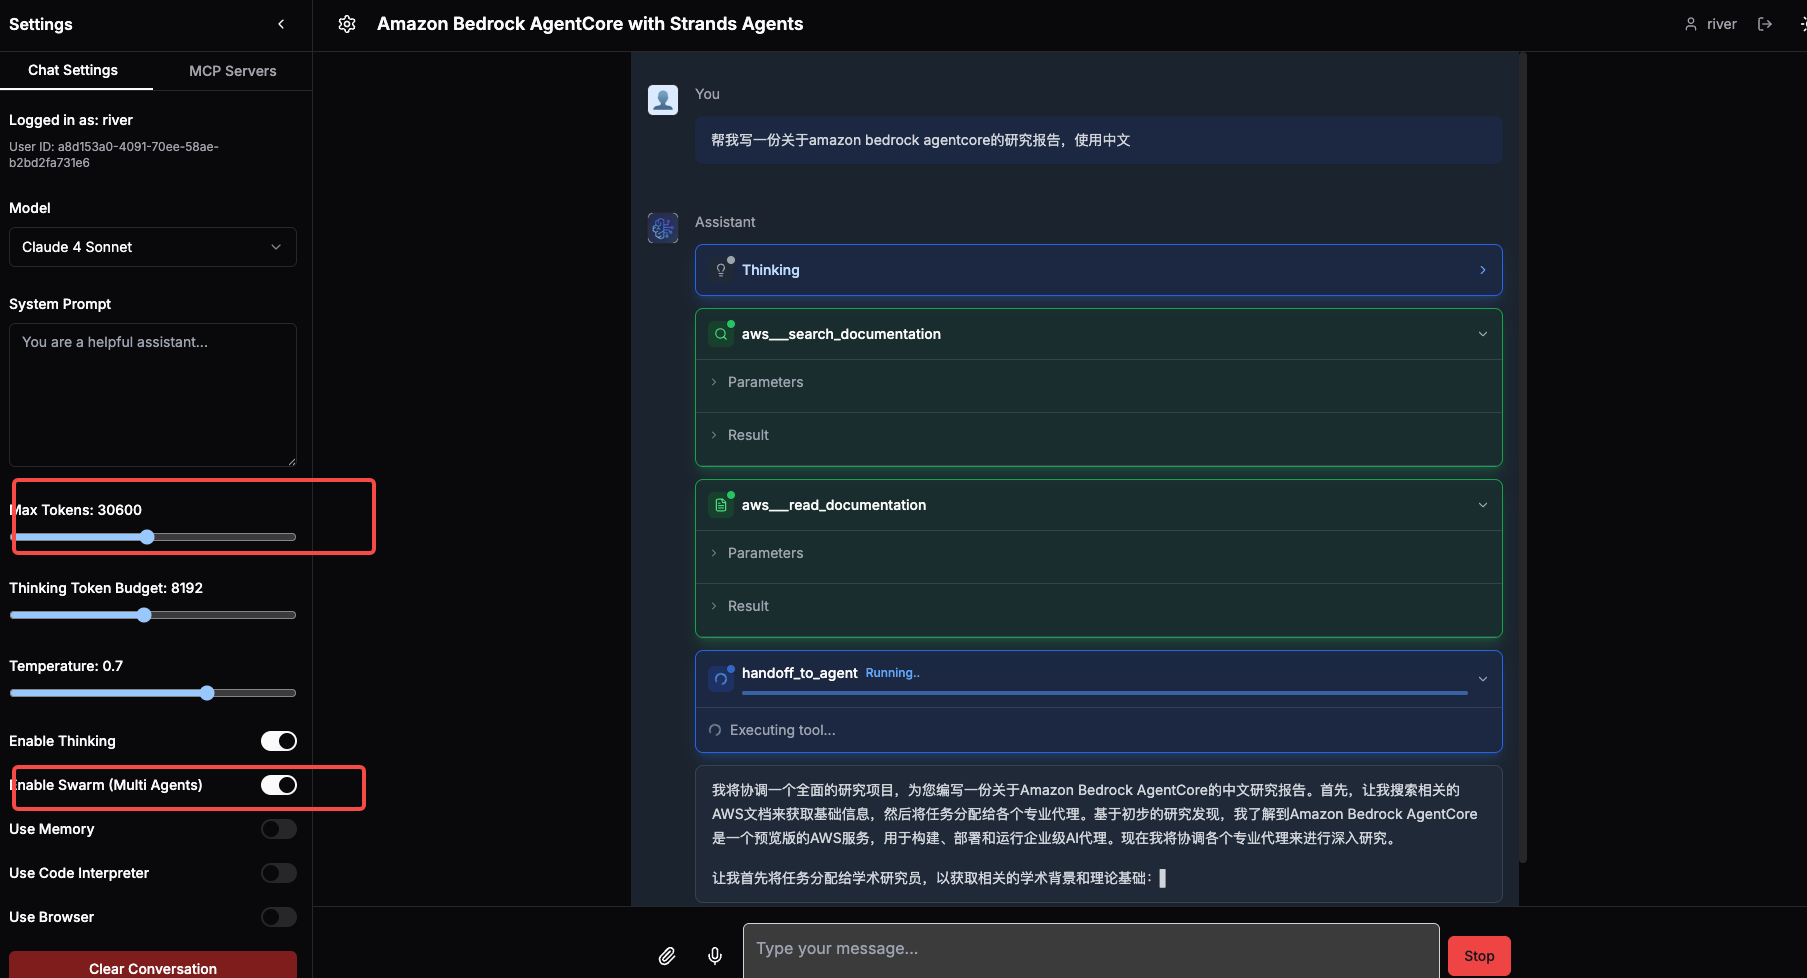 Settings
Amazon Bedrock AgentCore with Strands Agents
river
Chat Settings
MCP Servers
Logged in as: river
User ID: a8d153a0-4091-70ee-58ae-
b2bd2fa731e6
Model
Claude 4 Sonnet
System Prompt
You are a helpful assistant...
Max Tokens: 30600
Thinking Token Budget: 8192
Temperature: 0.7
Enable Thinking
Enable Swarm (Multi Agents)
Use Memory
Use Code Interpreter
Use Browser
Clear Conversation
You
帮我写一份关于amazon bedrock agentcore的研究报告，使用中文
Assistant
Thinking
aws___search_documentation
Parameters
Result
aws___read_documentation
Parameters
Result
handoff_to_agent Running..
Executing tool...
我将协调一个全面的研究项目，为您编写一份关于Amazon Bedrock AgentCore的中文研究报告。首先，让我搜索相关的
AWS文档来获取基础信息，然后将任务分配给各个专业代理。基于初步的研究发现，我了解到Amazon Bedrock AgentCore
是一个预览版的AWS服务，用于构建、部署和运行企业级AI代理。现在我将协调各个专业代理来进行深入研究。
让我首先将任务分配给学术研究员，以获取相关的学术背景和理论基础：
Type your message...
Stop